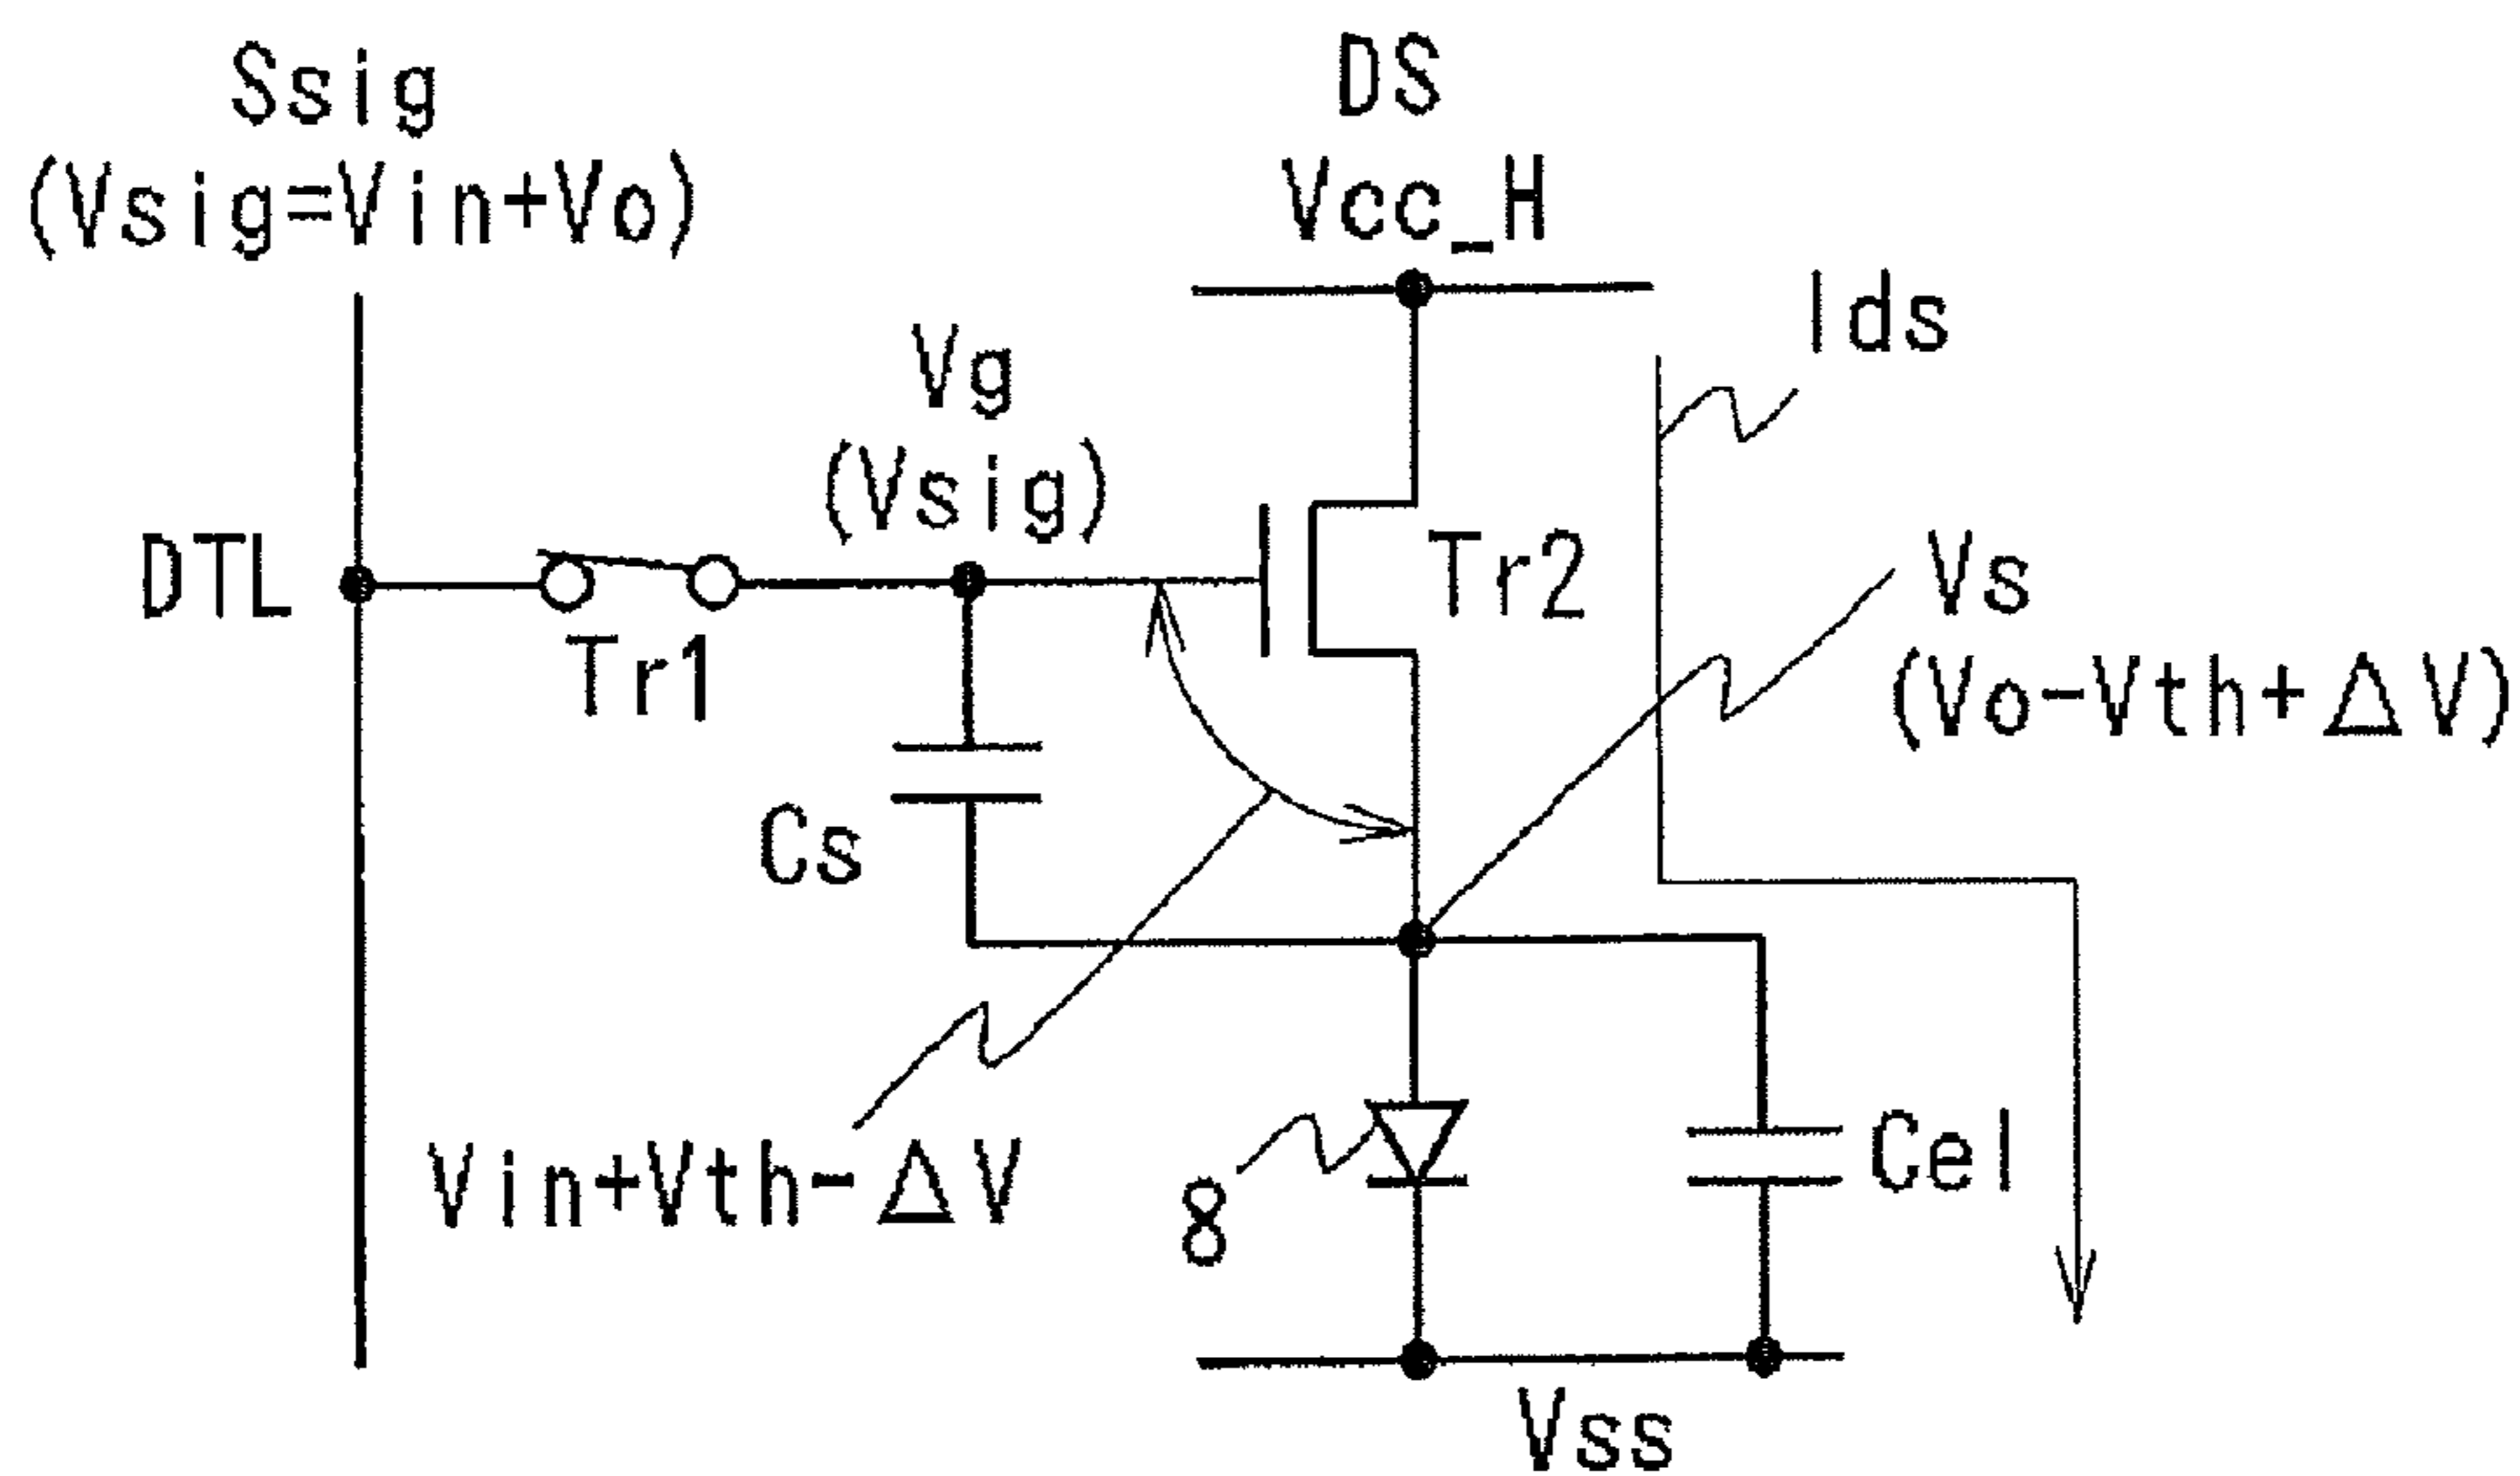 Ssig
(Vsig=Vin+Vo)
DS
Vcc_H
Ids
Vg
(Vsig)
DTL
Tr1
Tr2
Vs
(Vo-Vth+ΔV)
Cs
Vin+Vth-ΔV
8
Cel
Vss